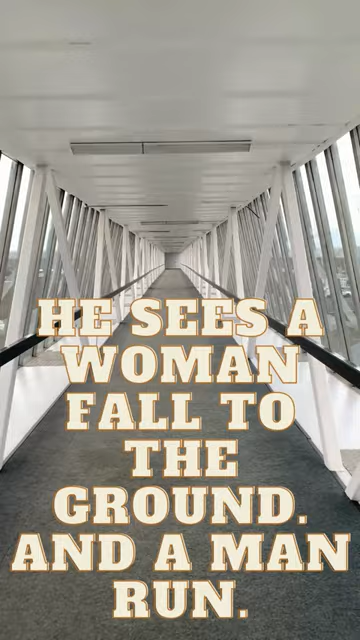 HE SEES A
WOMAN
FALL TO
THE
GROUND.
AND A MAN
RUN.